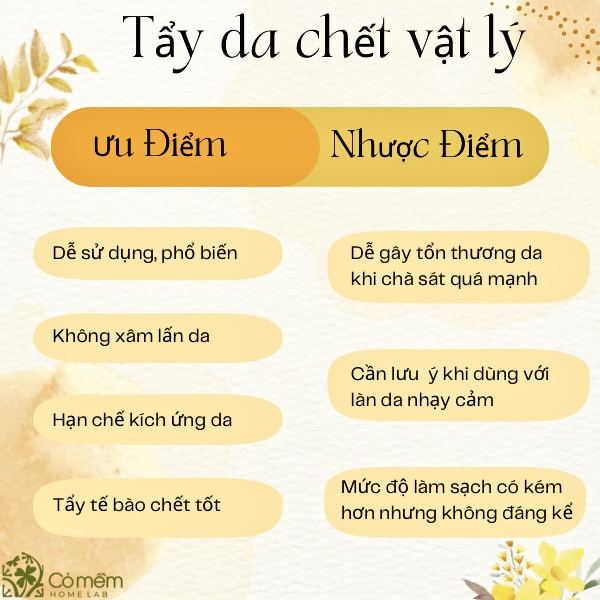 Tẩy da chết vật lý
Ưu Điểm
Nhược Điểm
Dễ sử dụng, phổ biến
Không xâm lấn da
Hạn chế kích ứng da
Tẩy tế bào chết tốt
Dễ gây tổn thương da
khi chà sát quá mạnh
Cần lưu ý khi dùng với
làn da nhạy cảm
Mức độ làm sạch có kém
hơn nhưng không đáng kể
Cỏ mềm
HOME LAB